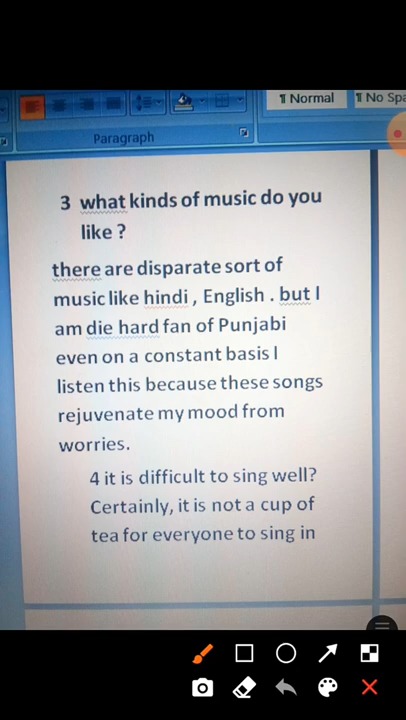 ¶ Normal
¶ No Spa
Paragraph
3 what kinds of music do you
like ?
there are disparate sort of
music like hindi , English . but I
am die hard fan of Punjabi
even on a constant basis I
listen this because these songs
rejuvenate my mood from
worries.
4 it is difficult to sing well?
Certainly, it is not a cup of
tea for everyone to sing in